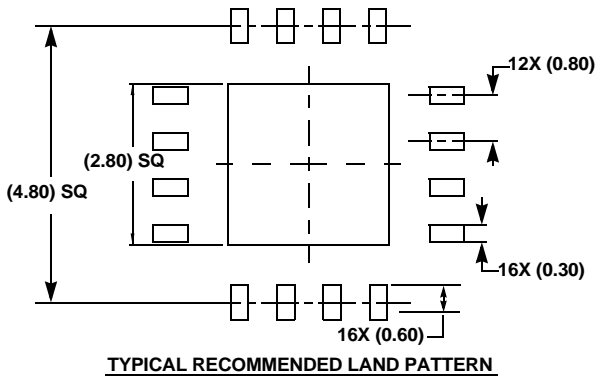 12X (0.80)
(2.80) SQ
(4.80) SQ
16X (0.30)
16X (0.60)
TYPICAL RECOMMENDED LAND PATTERN